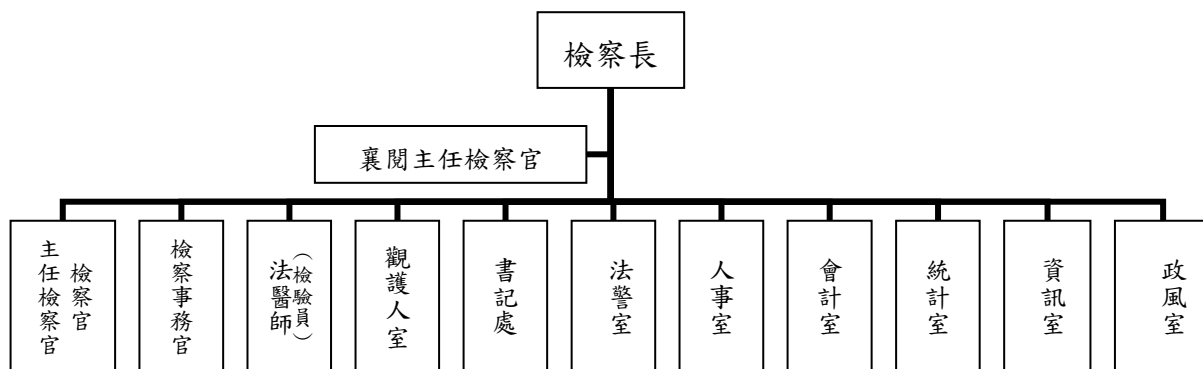 檢察長
襄閱主任檢察官
主任檢察官
檢察官
檢察事務官
法醫師
（檢驗員）
觀護人室
書記處
法警室
人事室
會計室
統計室
資訊室
政風室